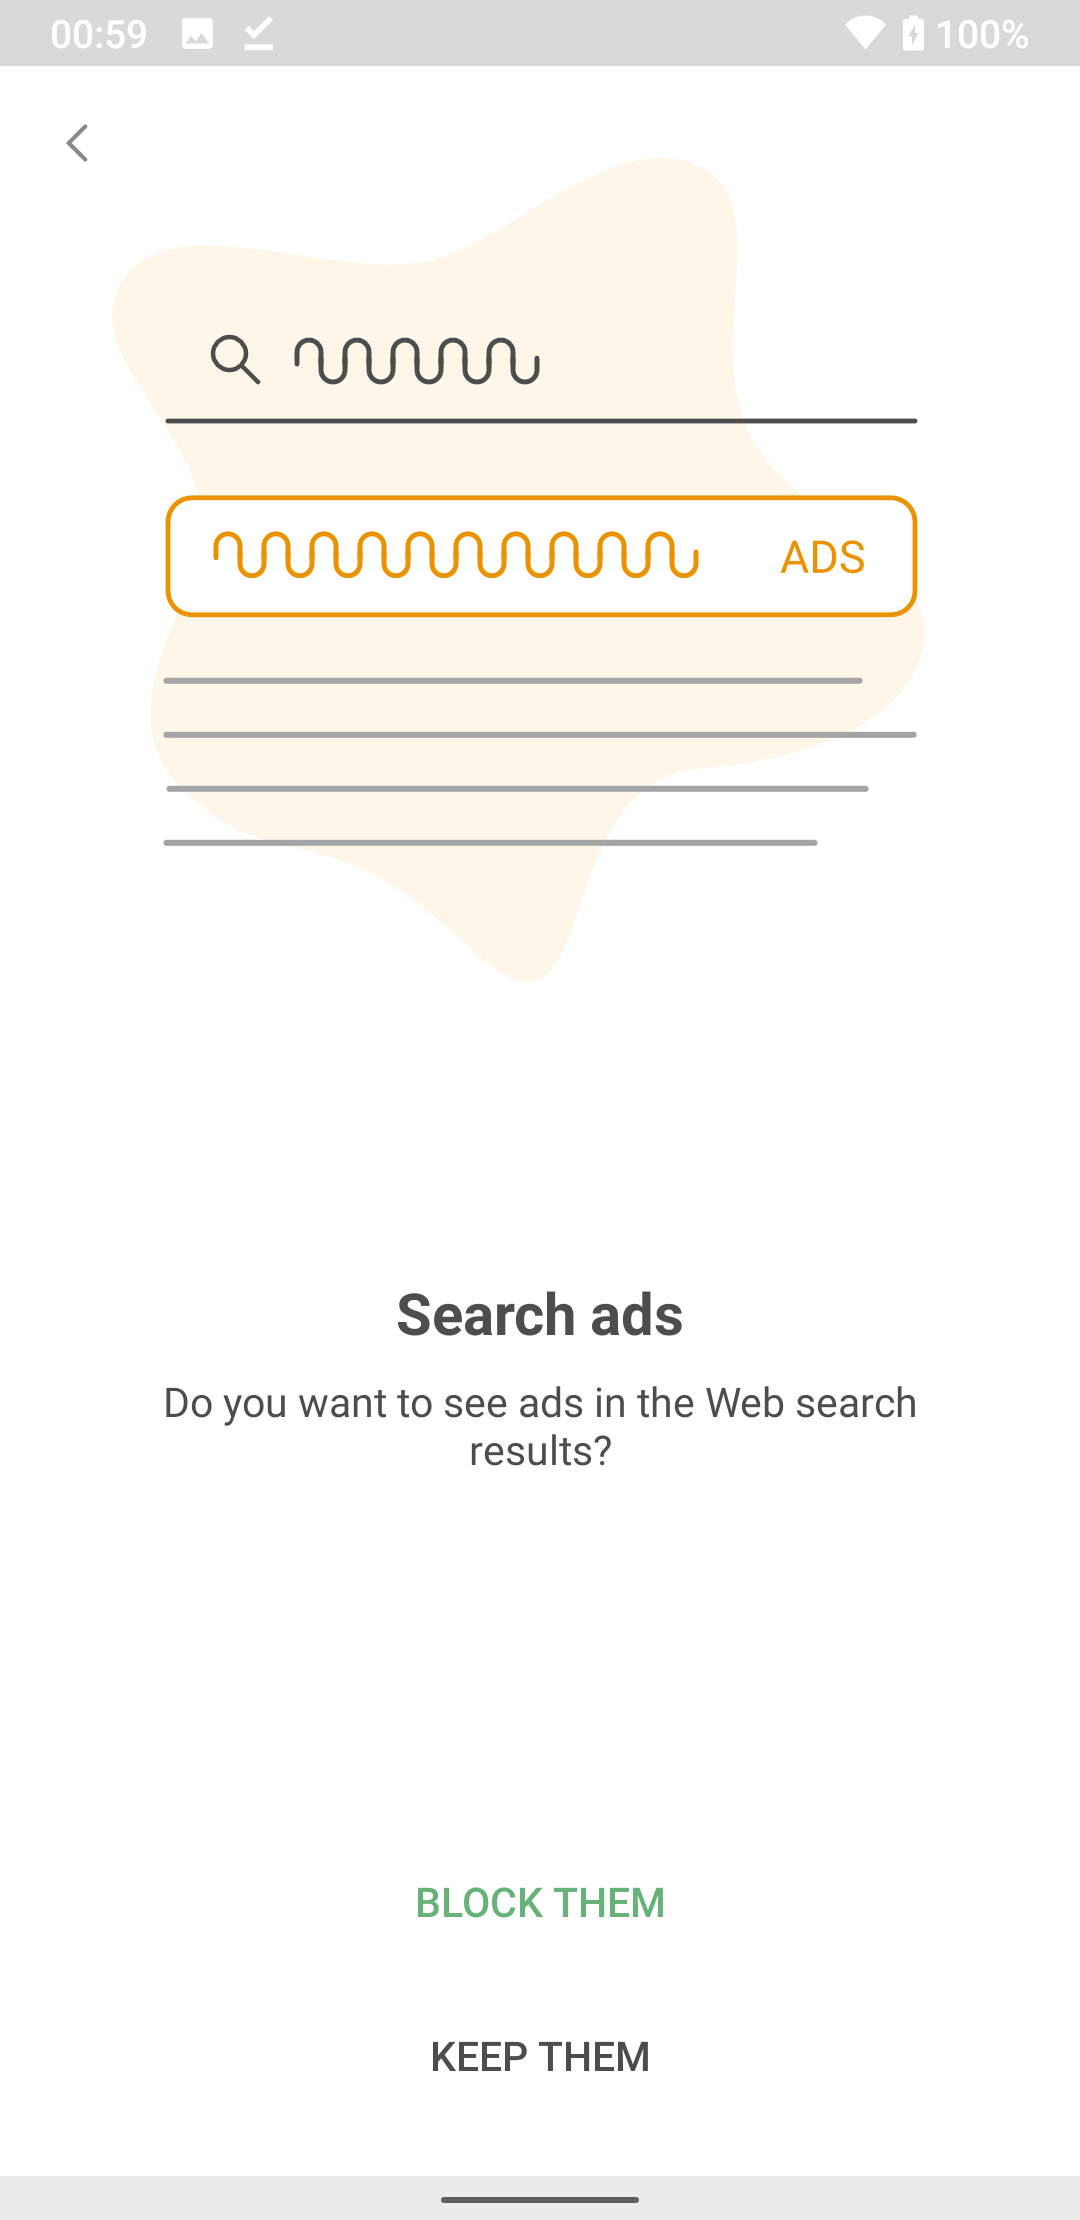 00:59
100%
ADS
Search ads
Do you want to see ads in the Web search
results?
BLOCK THEM
KEEP THEM